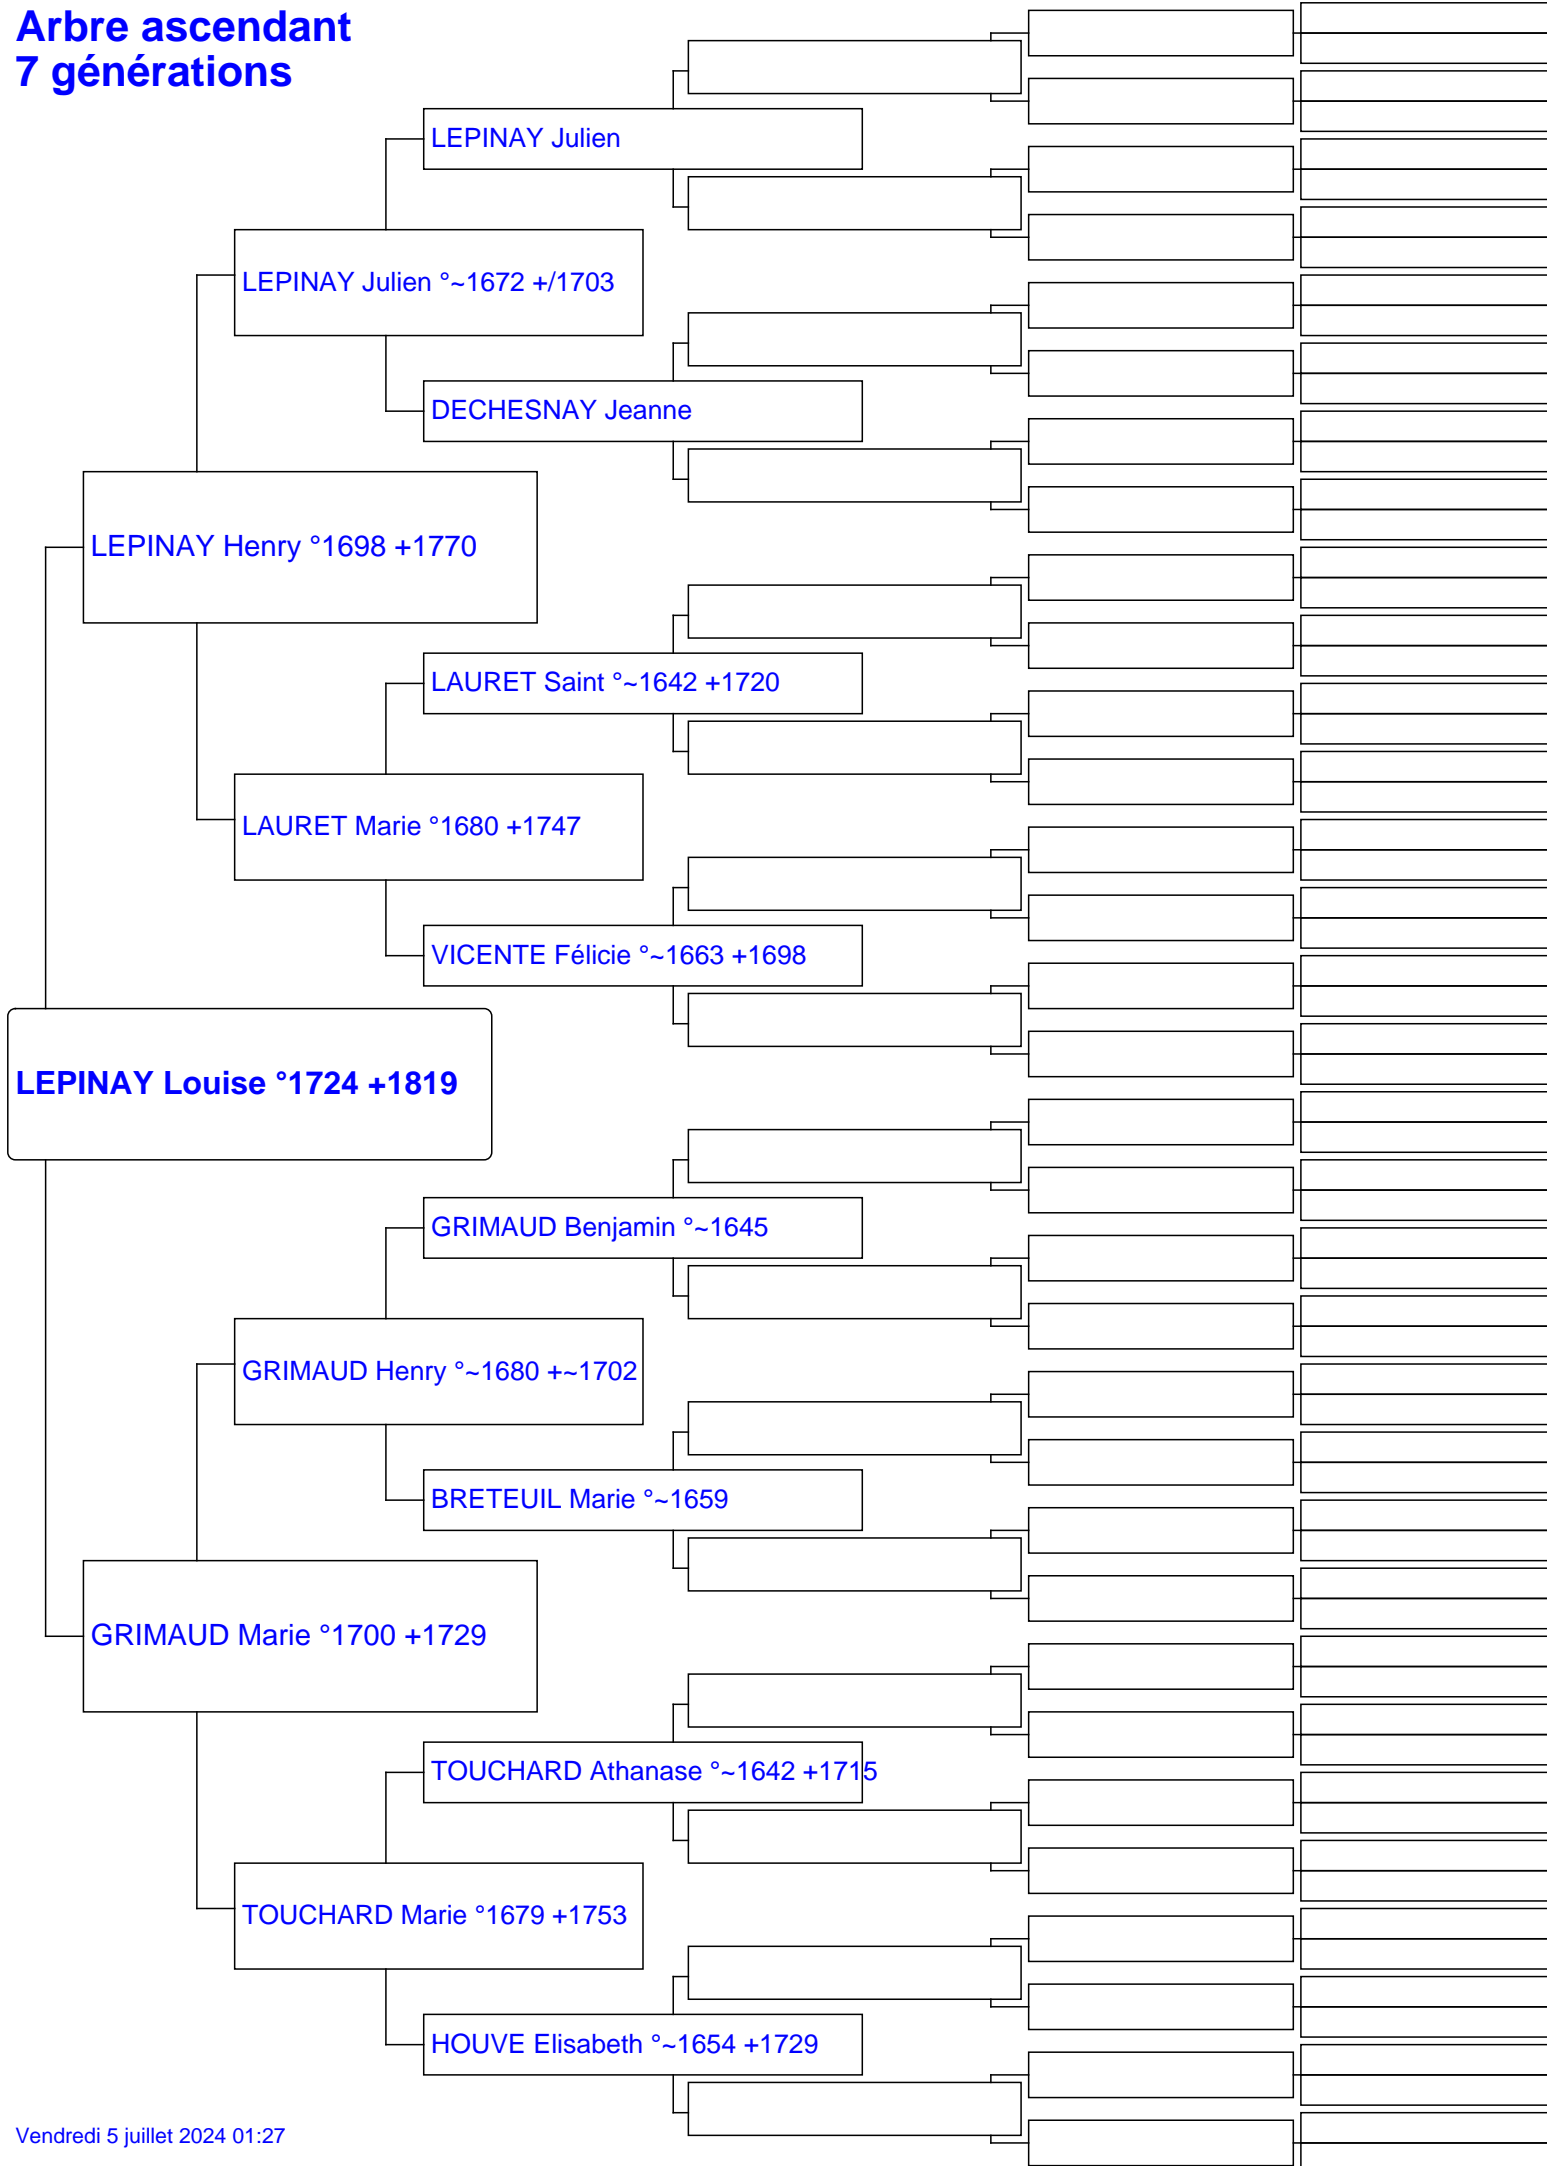 Arbre ascendant
7 générations
LEPINAY Julien
LEPINAY Julien °~1672 +/1703
DECHESNAY Jeanne
LEPINAY Henry °1698 +1770
LAURET Saint °~1642 +1720
LAURET Marie °1680 +1747
VICENTE Félicie °~1663 +1698
LEPINAY Louise °1724 +1819
GRIMAUD Benjamin °~1645
GRIMAUD Henry °~1680 +~1702
BRETEUIL Marie °~1659
GRIMAUD Marie °1700 +1729
TOUCHARD Athanase °~1642 +1715
TOUCHARD Marie °1679 +1753
HOUVE Elisabeth °~1654 +1729
Vendredi 5 juillet 2024 01:27